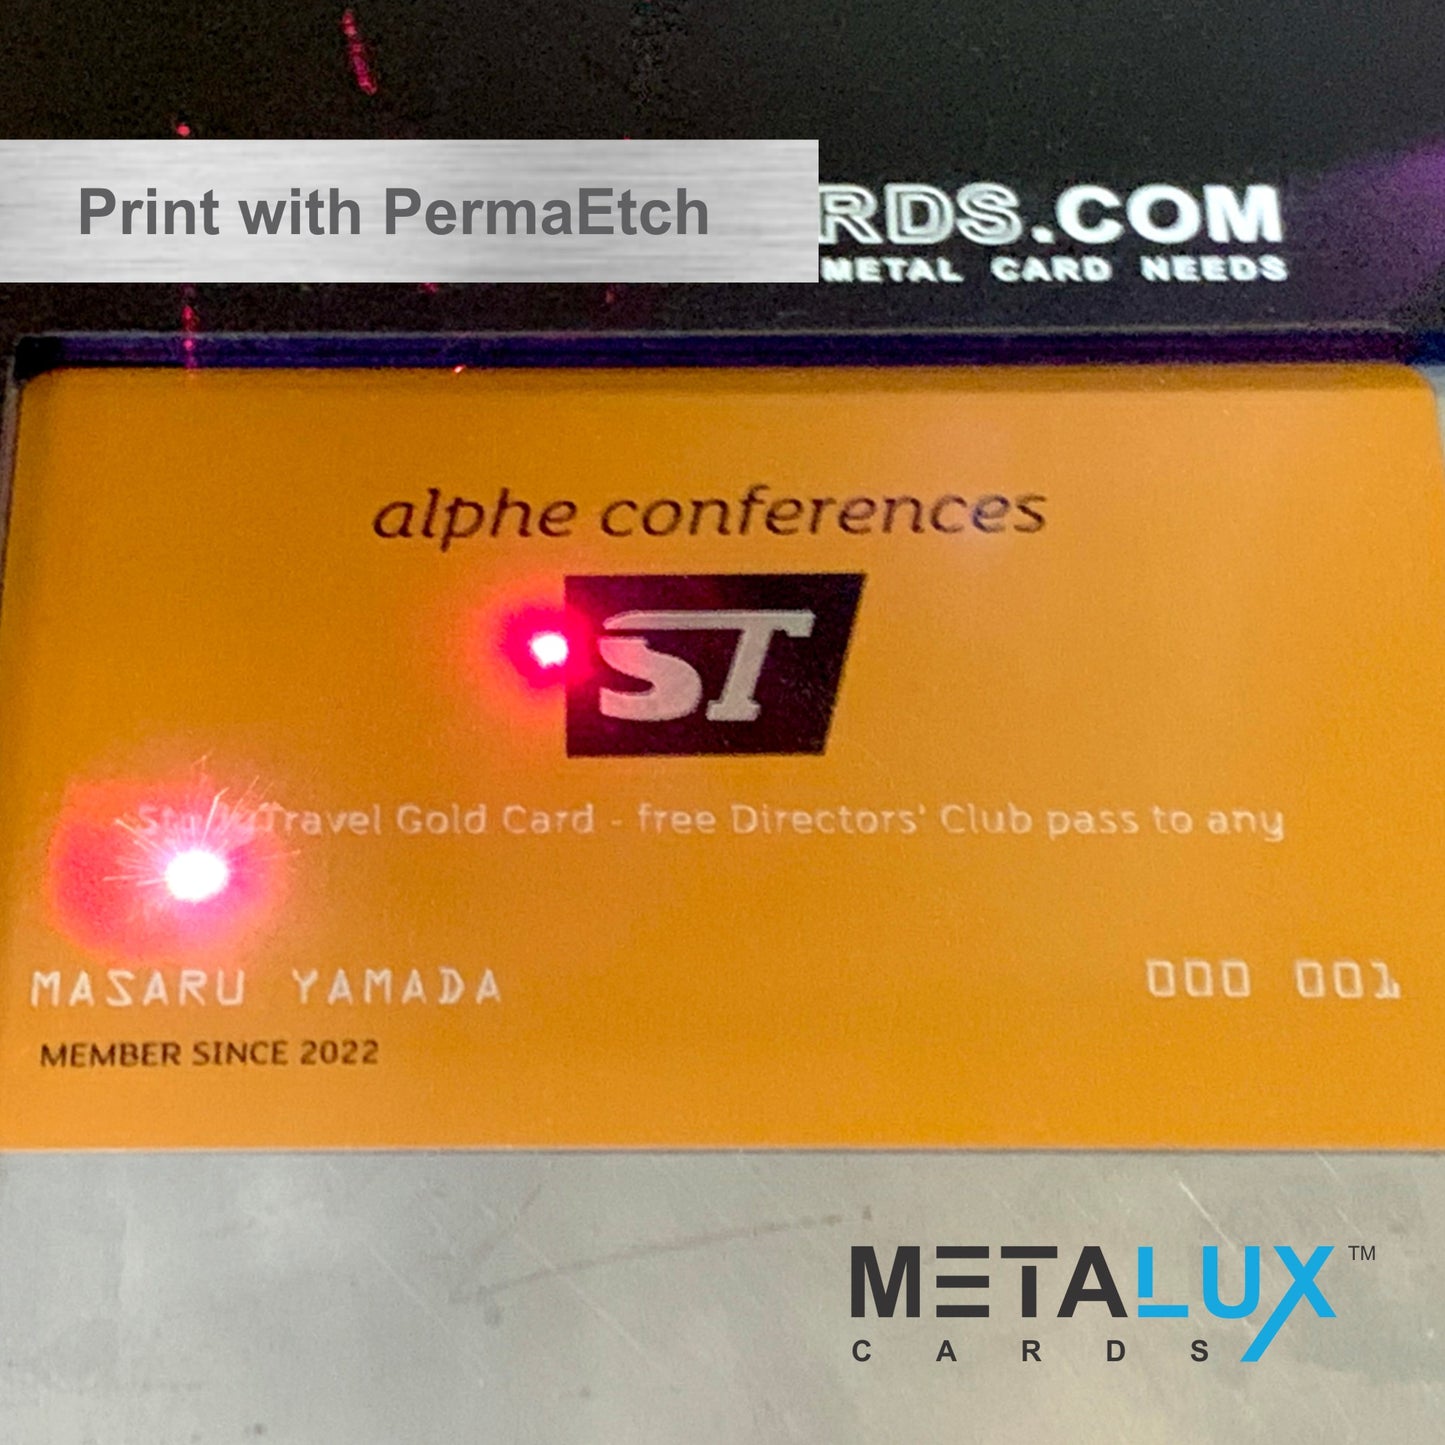 Print with PermaEtch
RDS.COM
METAL CARD NEEDS
alphe conferences
ST
Travel Gold Card - free Directors' Club pass to any
MASARU YAMADA
000 001
MEMBER SINCE 2022
METALUX™
CARDS